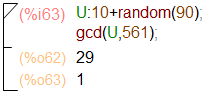 (%i63) U:10+random(90);
gcd(U,561);
(%o62) 29
(%o63) 1